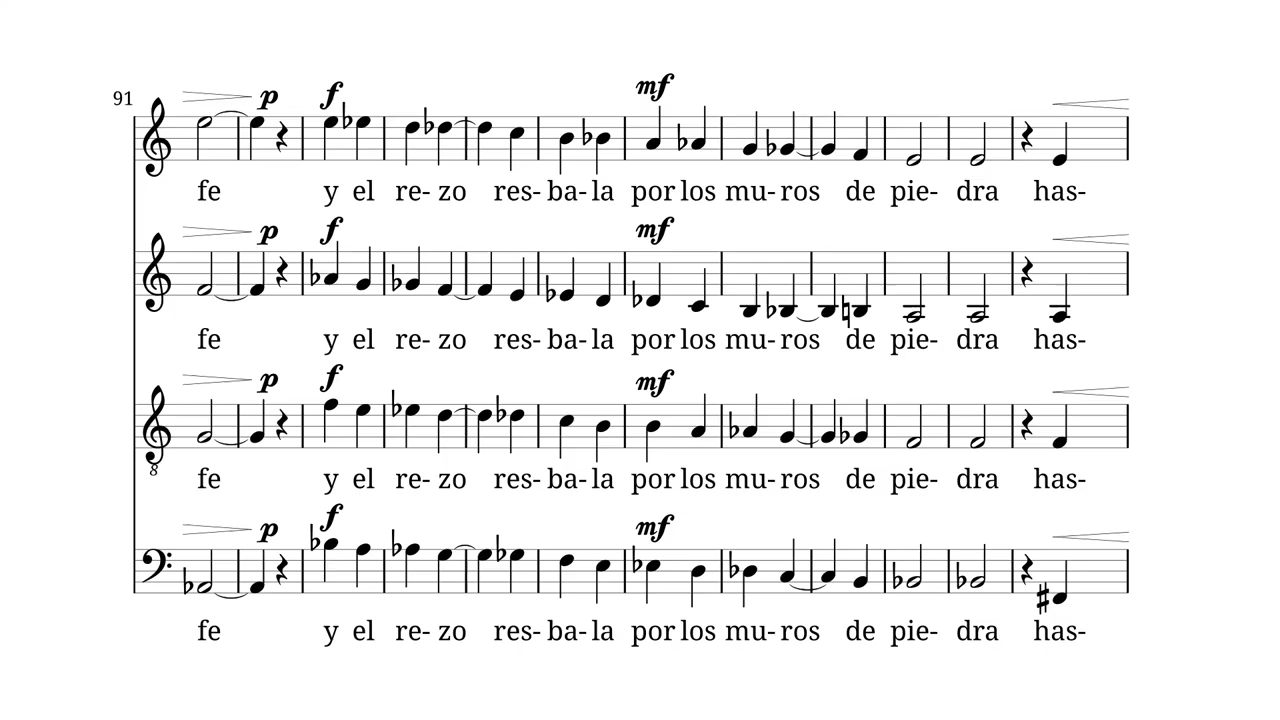 91
p f mf
fe y el re- zo res- ba- la por los mu- ros de pie- dra has-
p f mf
fe y el re- zo res- ba- la por los mu- ros de pie- dra has-
p f mf
8
fe y el re- zo res- ba- la por los mu- ros de pie- dra has-
p f mf
fe y el re- zo res- ba- la por los mu- ros de pie- dra has-